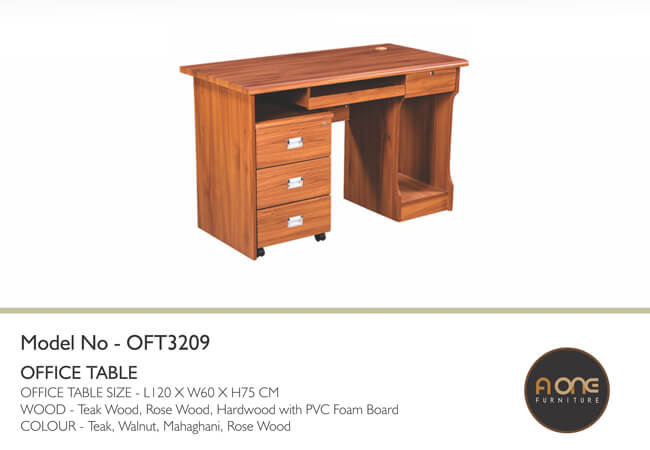 Model No - OFT3209
OFFICE TABLE
OFFICE TABLE SIZE - L120 X W60 X H75 CM
WOOD - Teak Wood, Rose Wood, Hardwood with PVC Foam Board
COLOUR - Teak, Walnut, Mahaghani, Rose Wood
A ONE
FURNITURE